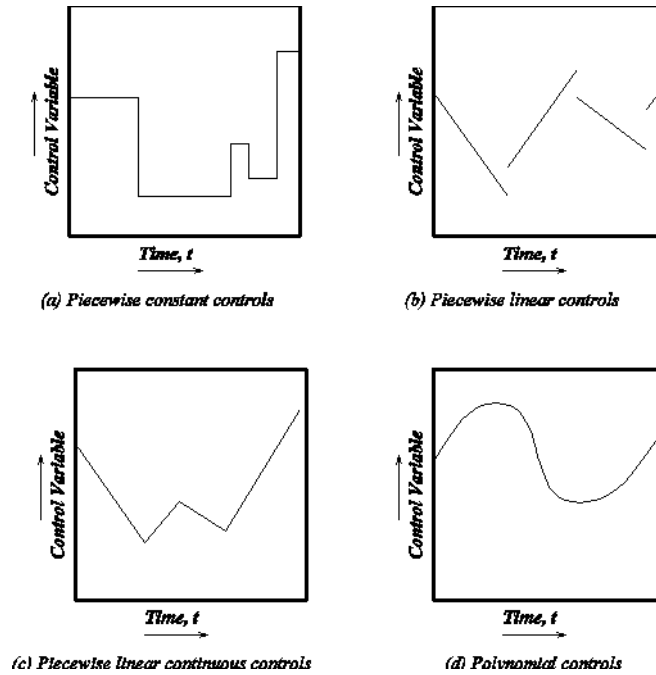 Control Variable
Time, t
(a) Piecewise constant controls
Control Variable
Time, t
(b) Piecewise linear controls
Control Variable
Time, t
(c) Piecewise linear continuous controls
Control Variable
Time, t
(d) Polynomial controls